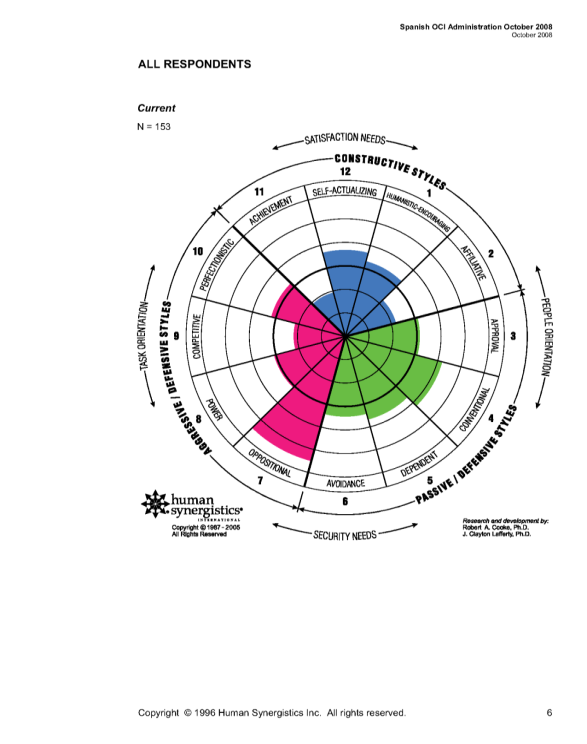 Spanish OCI Administration October 2008
October 2008
ALL RESPONDENTS
Current
N = 153
SATISFACTION NEEDS
CONSTRUCTIVE STYLES
12
SELF-ACTUALIZING
11
ACHIEVEMENT
1
HUMANISTIC-ENCOURAGING
10
PERFECTIONISTIC
2
AFFILIATIVE
TASK ORIENTATION
AGGRESSIVE / DEFENSIVE STYLES
9
COMPETITIVE
APPROVAL
3
PEOPLE ORIENTATION
8
POWER
CONVENTIONAL
4
PASSIVE / DEFENSIVE STYLES
OPPOSITIONAL
7
AVOIDANCE
6
DEPENDENT
5
SECURITY NEEDS
human
synergistics®
INTERNATIONAL
Copyright © 1987 - 2005
All Rights Reserved
Research and development by:
Robert A. Cooke, Ph.D.
J. Clayton Lafferty, Ph.D.
Copyright © 1996 Human Synergistics Inc. All rights reserved.
6